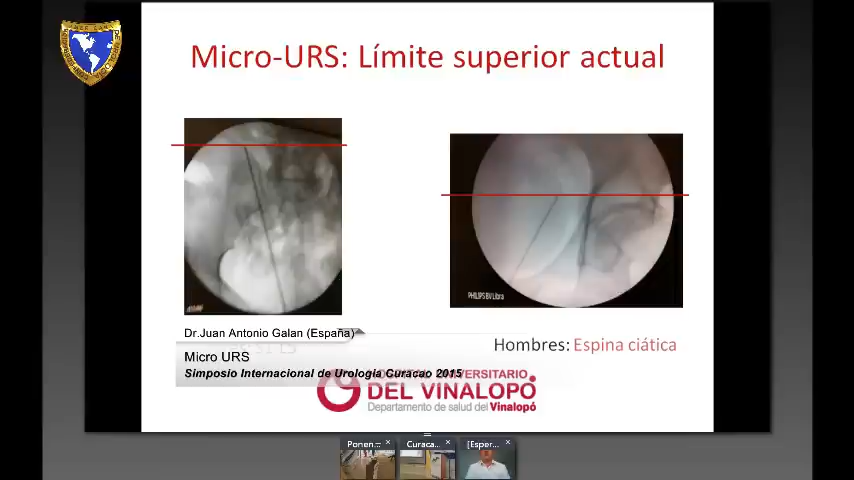 Micro-URS: Límite superior actual
PHILIPS BV Libra
Dr.Juan Antonio Galan (España)
Hombres: Espina ciática
Micro URS
Simposio Internacional de Urologia Curacao 2015
DEL VINALOPÓ
Departamento de salud del Vinalopó
Ponen...
Curaca...
[Esper...